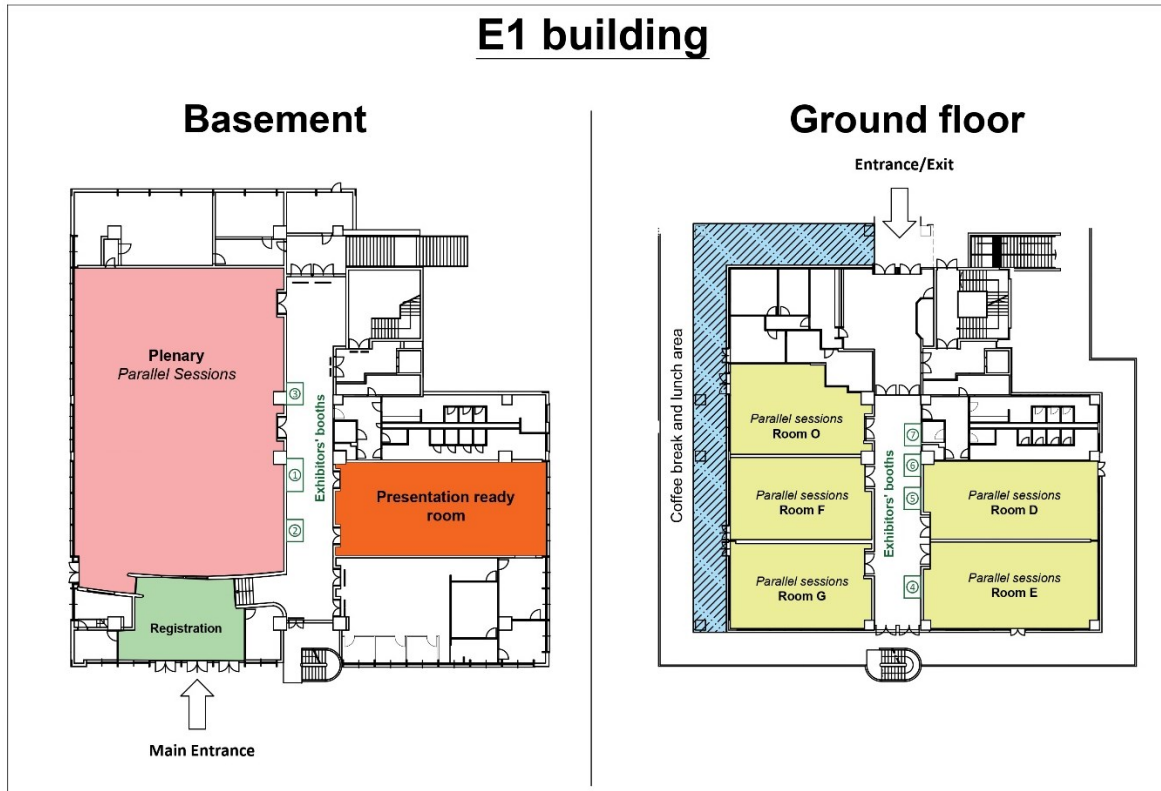 E1 building
Basement
Plenary
Parallel Sessions
③
①
②
Exhibitors' booths
Presentation ready
room
Registration
Main Entrance
Ground floor
Entrance/Exit
Coffee break and lunch area
Parallel sessions
Room O
Parallel sessions
Room F
Parallel sessions
Room G
Exhibitors' booths
⑦
⑥
⑤
④
Parallel sessions
Room D
Parallel sessions
Room E